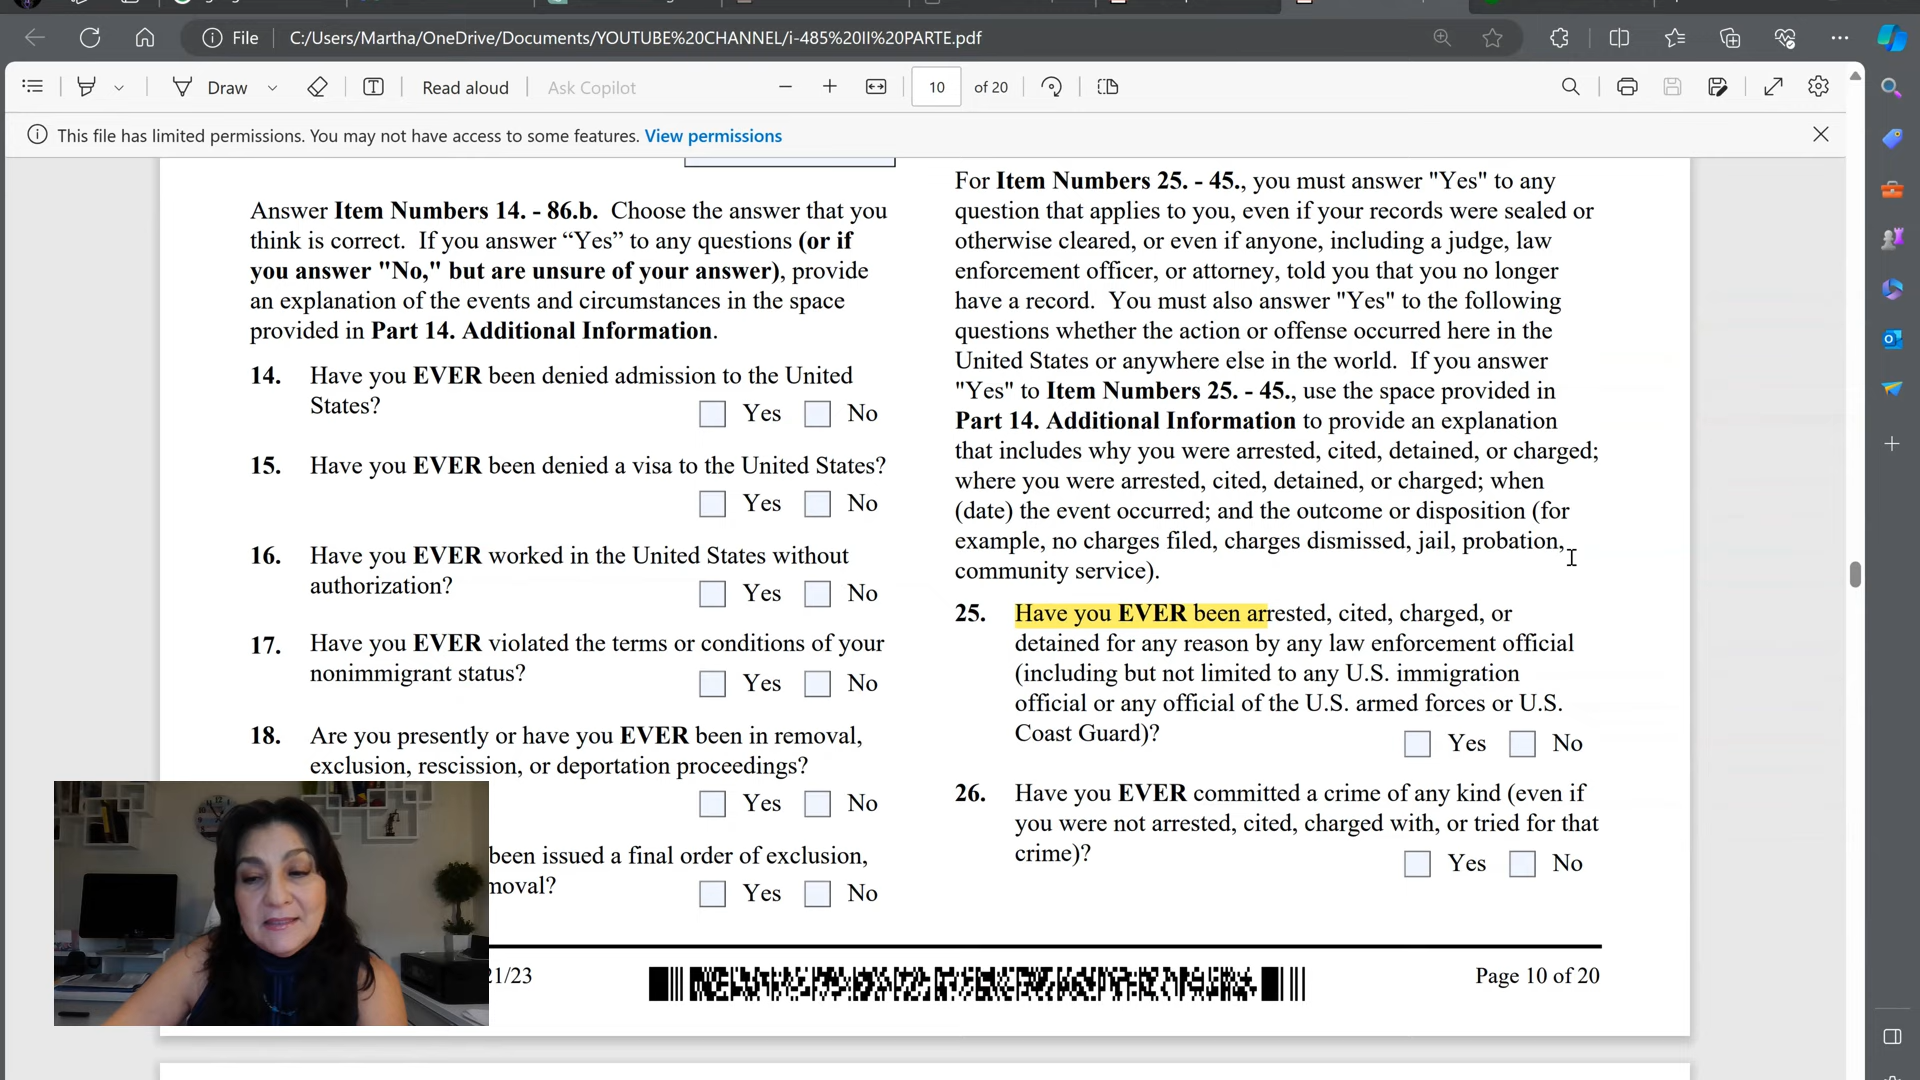 File
C:/Users/Martha/OneDrive/Documents/YOUTUBE%20CHANNEL/i-485%20II%20PARTE.pdf
Draw
Read aloud
Ask Copilot
10
of 20
This file has limited permissions. You may not have access to some features. View permissions
Answer Item Numbers 14. - 86.b. Choose the answer that you
think is correct. If you answer “Yes” to any questions (or if
you answer "No," but are unsure of your answer), provide
an explanation of the events and circumstances in the space
provided in Part 14. Additional Information.
14. Have you EVER been denied admission to the United
States?
Yes No
15. Have you EVER been denied a visa to the United States?
Yes No
16. Have you EVER worked in the United States without
authorization?
Yes No
17. Have you EVER violated the terms or conditions of your
nonimmigrant status?
Yes No
18. Are you presently or have you EVER been in removal,
exclusion, rescission, or deportation proceedings?
Yes No
been issued a final order of exclusion,
moval?
Yes No
For Item Numbers 25. - 45., you must answer "Yes" to any
question that applies to you, even if your records were sealed or
otherwise cleared, or even if anyone, including a judge, law
enforcement officer, or attorney, told you that you no longer
have a record. You must also answer "Yes" to the following
questions whether the action or offense occurred here in the
United States or anywhere else in the world. If you answer
"Yes" to Item Numbers 25. - 45., use the space provided in
Part 14. Additional Information to provide an explanation
that includes why you were arrested, cited, detained, or charged;
where you were arrested, cited, detained, or charged; when
(date) the event occurred; and the outcome or disposition (for
example, no charges filed, charges dismissed, jail, probation,
community service).
25. Have you EVER been arrested, cited, charged, or
detained for any reason by any law enforcement official
(including but not limited to any U.S. immigration
official or any official of the U.S. armed forces or U.S.
Coast Guard)?
Yes No
26. Have you EVER committed a crime of any kind (even if
you were not arrested, cited, charged with, or tried for that
crime)?
Yes No
21/23
Page 10 of 20